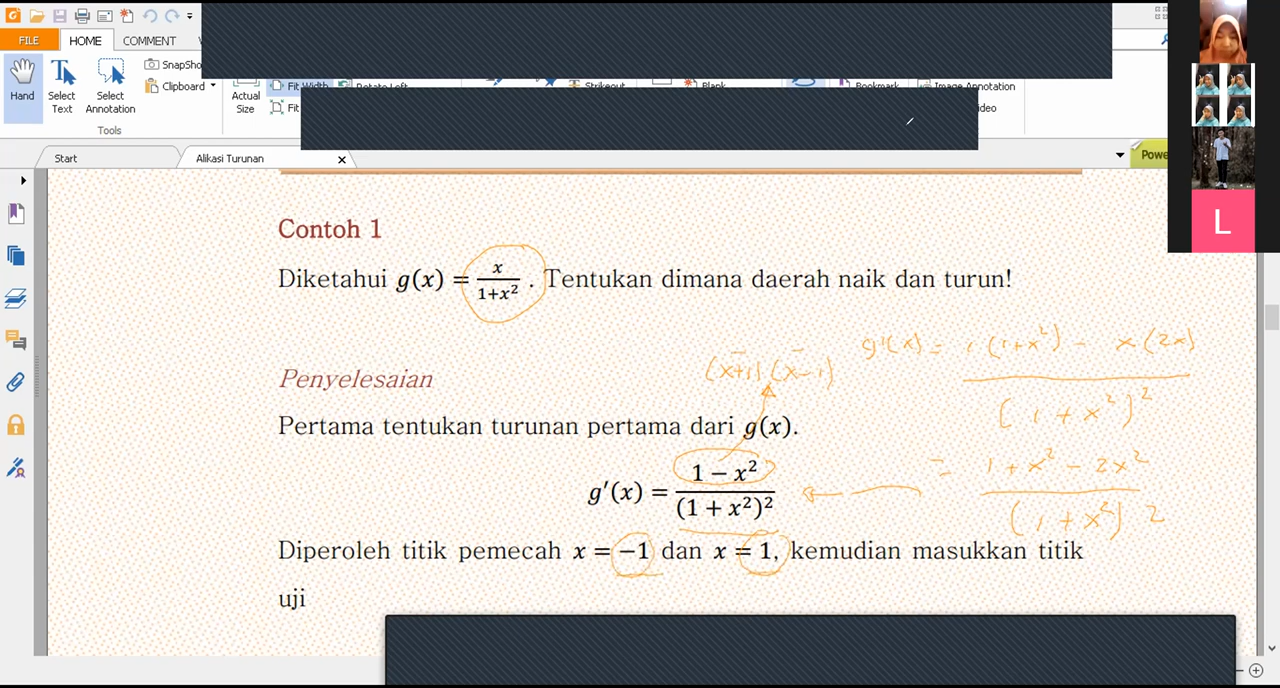 FILE HOME COMMENT
SnapSho
Hand Select Text Select Annotation Clipboard Actual Size Fit Width Rotate Left Strikeout Blank Bookmark Image Annotation
Fit
Tools
Start Alikasi Turunan Powe
L
Contoh 1
Diketahui g(x) = x/(1+x²) . Tentukan dimana daerah naik dan turun!
g'(x) = 1(1+x²) - x(2x)
(1+x²)²
Penyelesaian
(x+1)(x-1)
Pertama tentukan turunan pertama dari g(x).
= 1+x²-2x²
(1+x²)2
g′(x) = (1 − x²)/(1 + x²)²
Diperoleh titik pemecah x = −1 dan x = 1, kemudian masukkan titik
uji